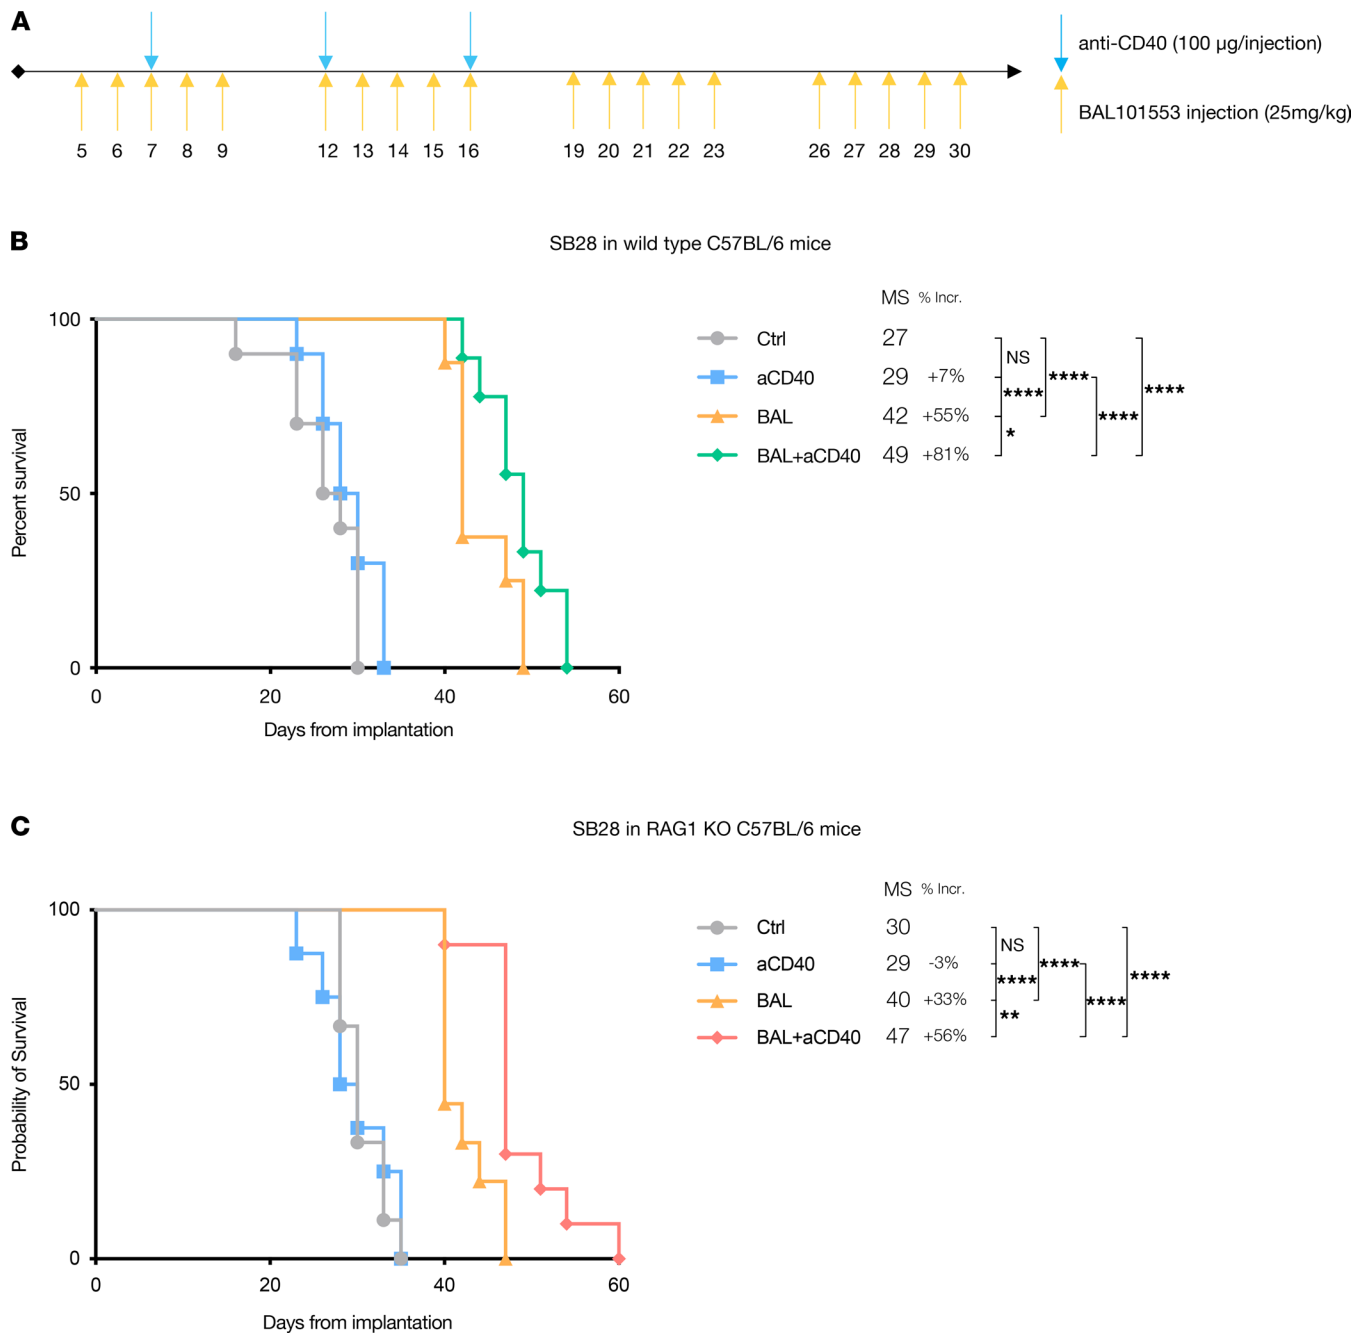 A
anti-CD40 (100 µg/injection)
BAL101553 injection (25mg/kg)
5 6 7 8 9 12 13 14 15 16 19 20 21 22 23 26 27 28 29 30
B
SB28 in wild type C57BL/6 mice
MS % Incr.
Ctrl 27
NS
aCD40 29 +7%
**** **** ****
BAL 42 +55%
****
*
BAL+aCD40 49 +81%
100
50
0
Percent survival
0 20 40 60
Days from implantation
C
SB28 in RAG1 KO C57BL/6 mice
MS % Incr.
Ctrl 30
NS
aCD40 29 -3%
**** **** ****
BAL 40 +33%
****
**
BAL+aCD40 47 +56%
100
50
0
Probability of Survival
0 20 40 60
Days from implantation